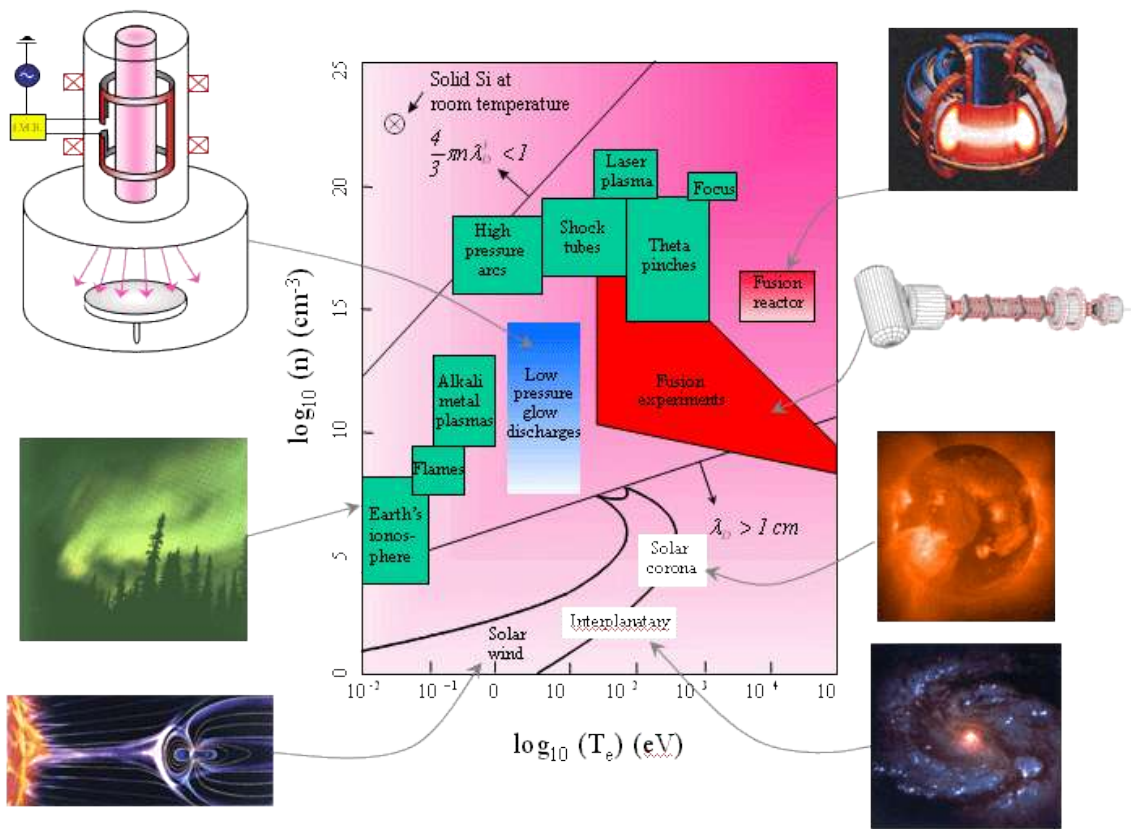 25
20
15
10
5
0
log10 (n) (cm-3)
Solid Si at
room temperature
4/3 πn λD3 < 1
Laser
plasma
Focus
High
pressure
arcs
Shock
tubes
Theta
pinches
Fusion
reactor
Low
pressure
glow
discharges
Alkali
metal
plasmas
Fusion
experiments
Flames
Earth's
ionos-
phere
λD > 1 cm
Solar
corona
Interplanatary
Solar
wind
10-2
10-1
0
10
10 2
10 3
10 4
10
log10 (Te) (eV)